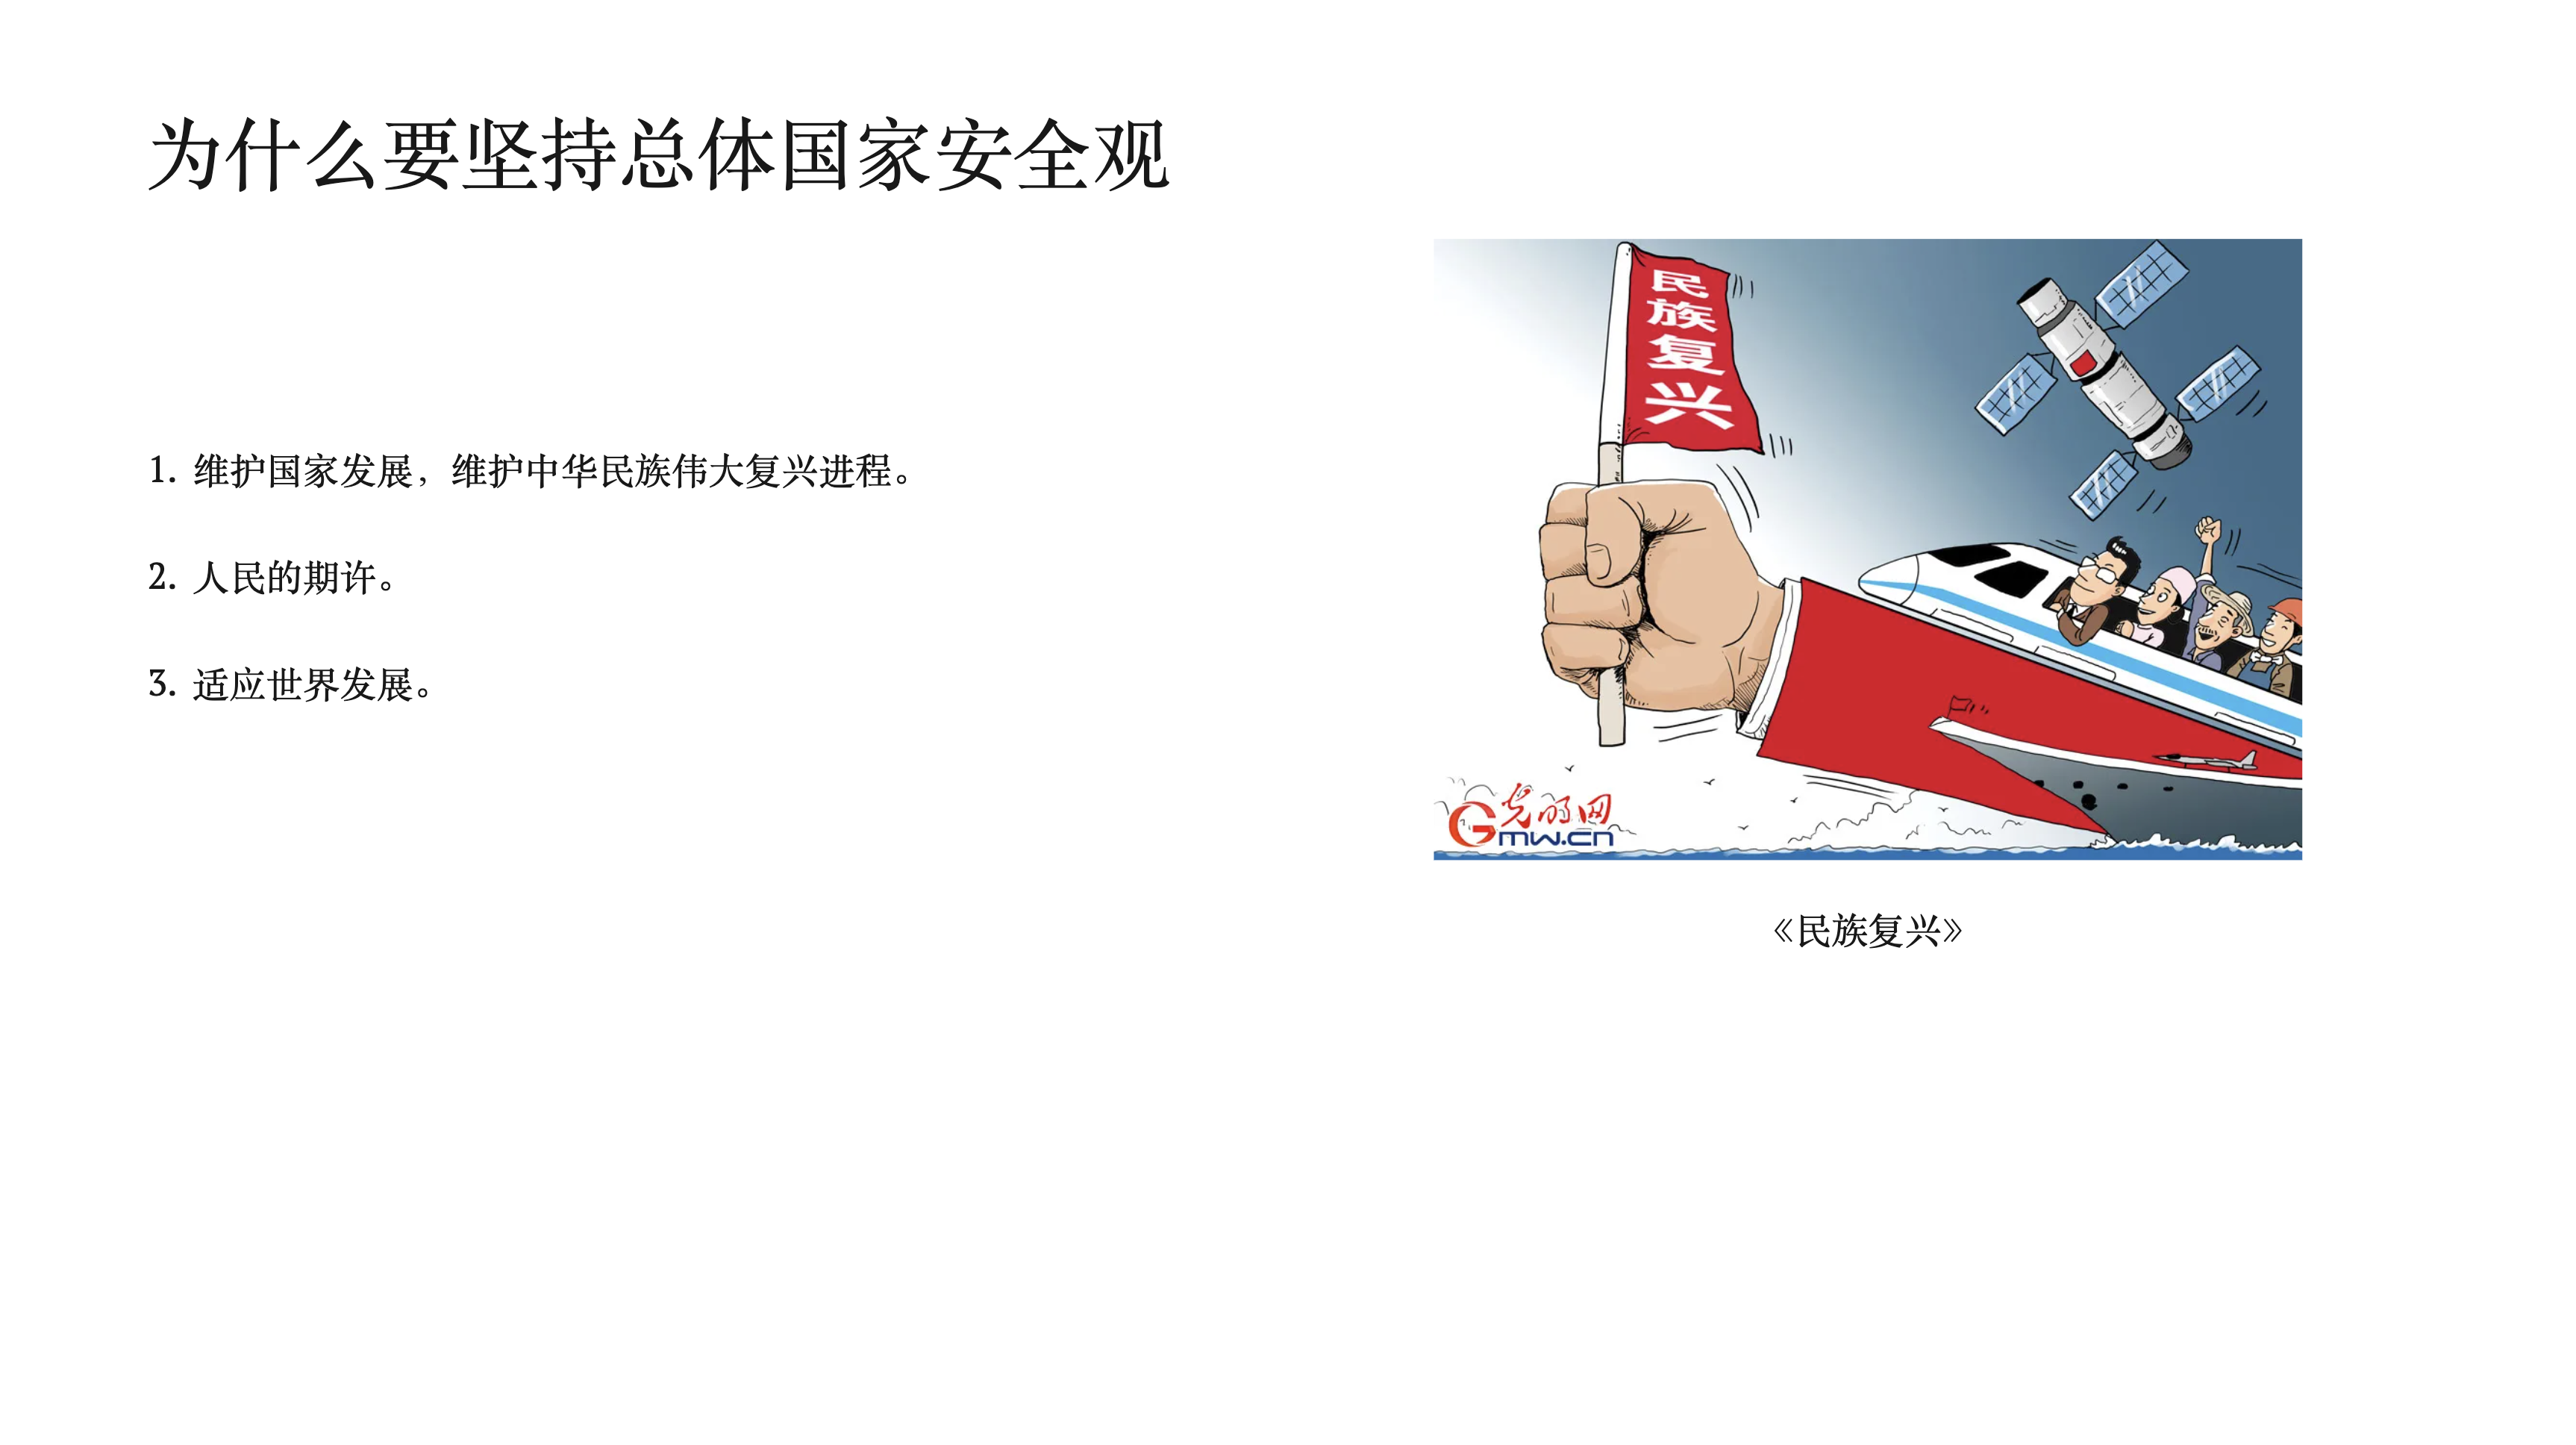 为什么要坚持总体国家安全观
1. 维护国家发展，维护中华民族伟大复兴进程。
2. 人民的期许。
3. 适应世界发展。
民族复兴
光明网
Gmw.cn
《民族复兴》